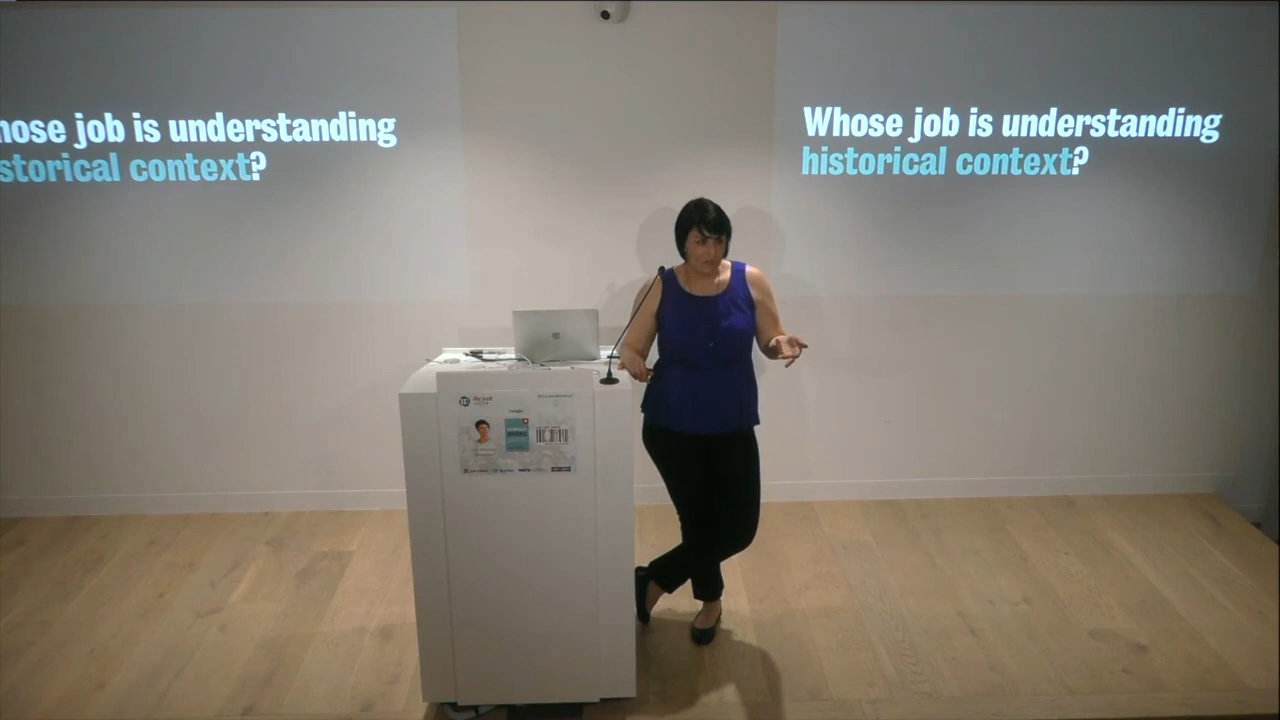 hose job is understanding
storical context?
Whose job is understanding
historical context?